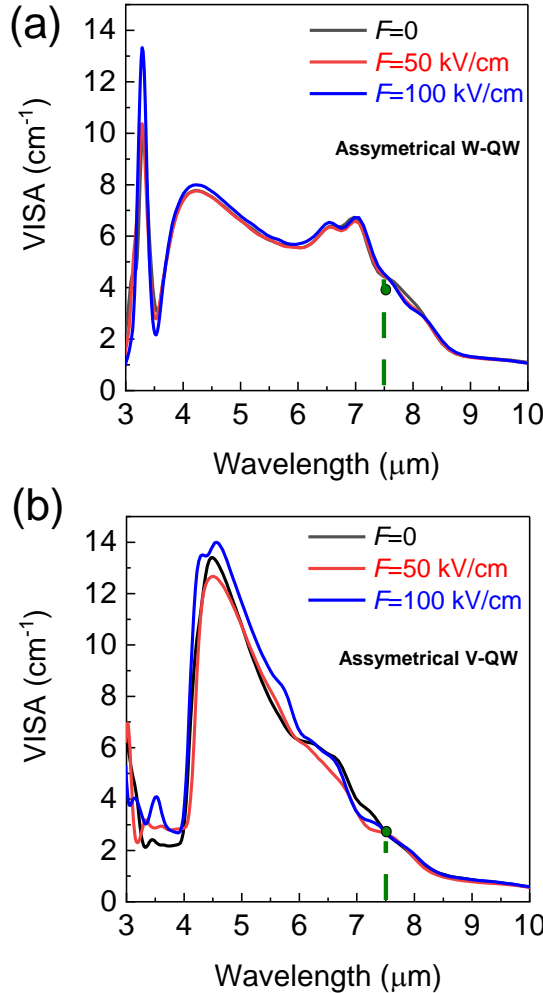 (a)
14
12
10
8
6
4
2
0
VISA (cm⁻¹)
F=0
F=50 kV/cm
F=100 kV/cm
Assymetrical W-QW
3 4 5 6 7 8 9 10
Wavelength (μm)
(b)
14
12
10
8
6
4
2
0
VISA (cm⁻¹)
F=0
F=50 kV/cm
F=100 kV/cm
Assymetrical V-QW
3 4 5 6 7 8 9 10
Wavelength (μm)